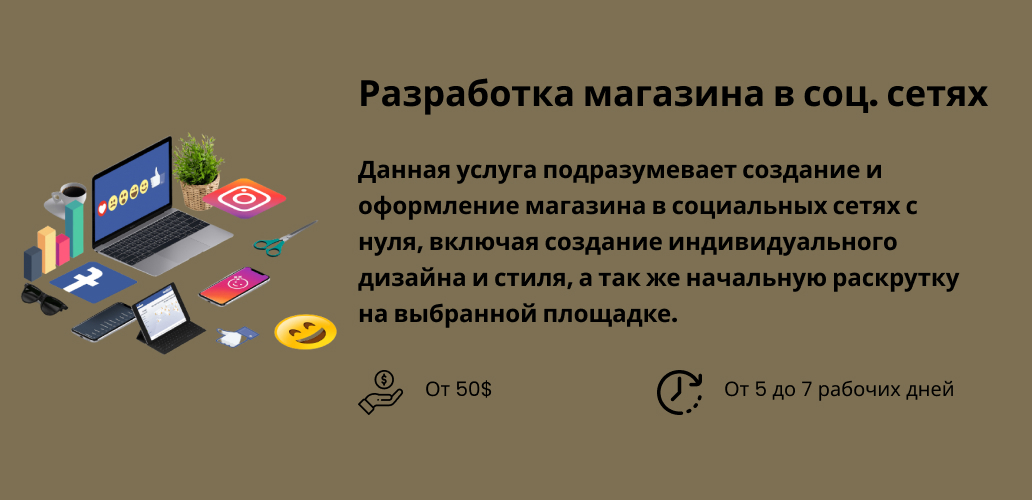 Разработка магазина в соц. сетях
Данная услуга подразумевает создание и
оформление магазина в социальных сетях с
нуля, включая создание индивидуального
дизайна и стиля, а так же начальную раскрутку
на выбранной площадке.
От 50$
От 5 до 7 рабочих дней